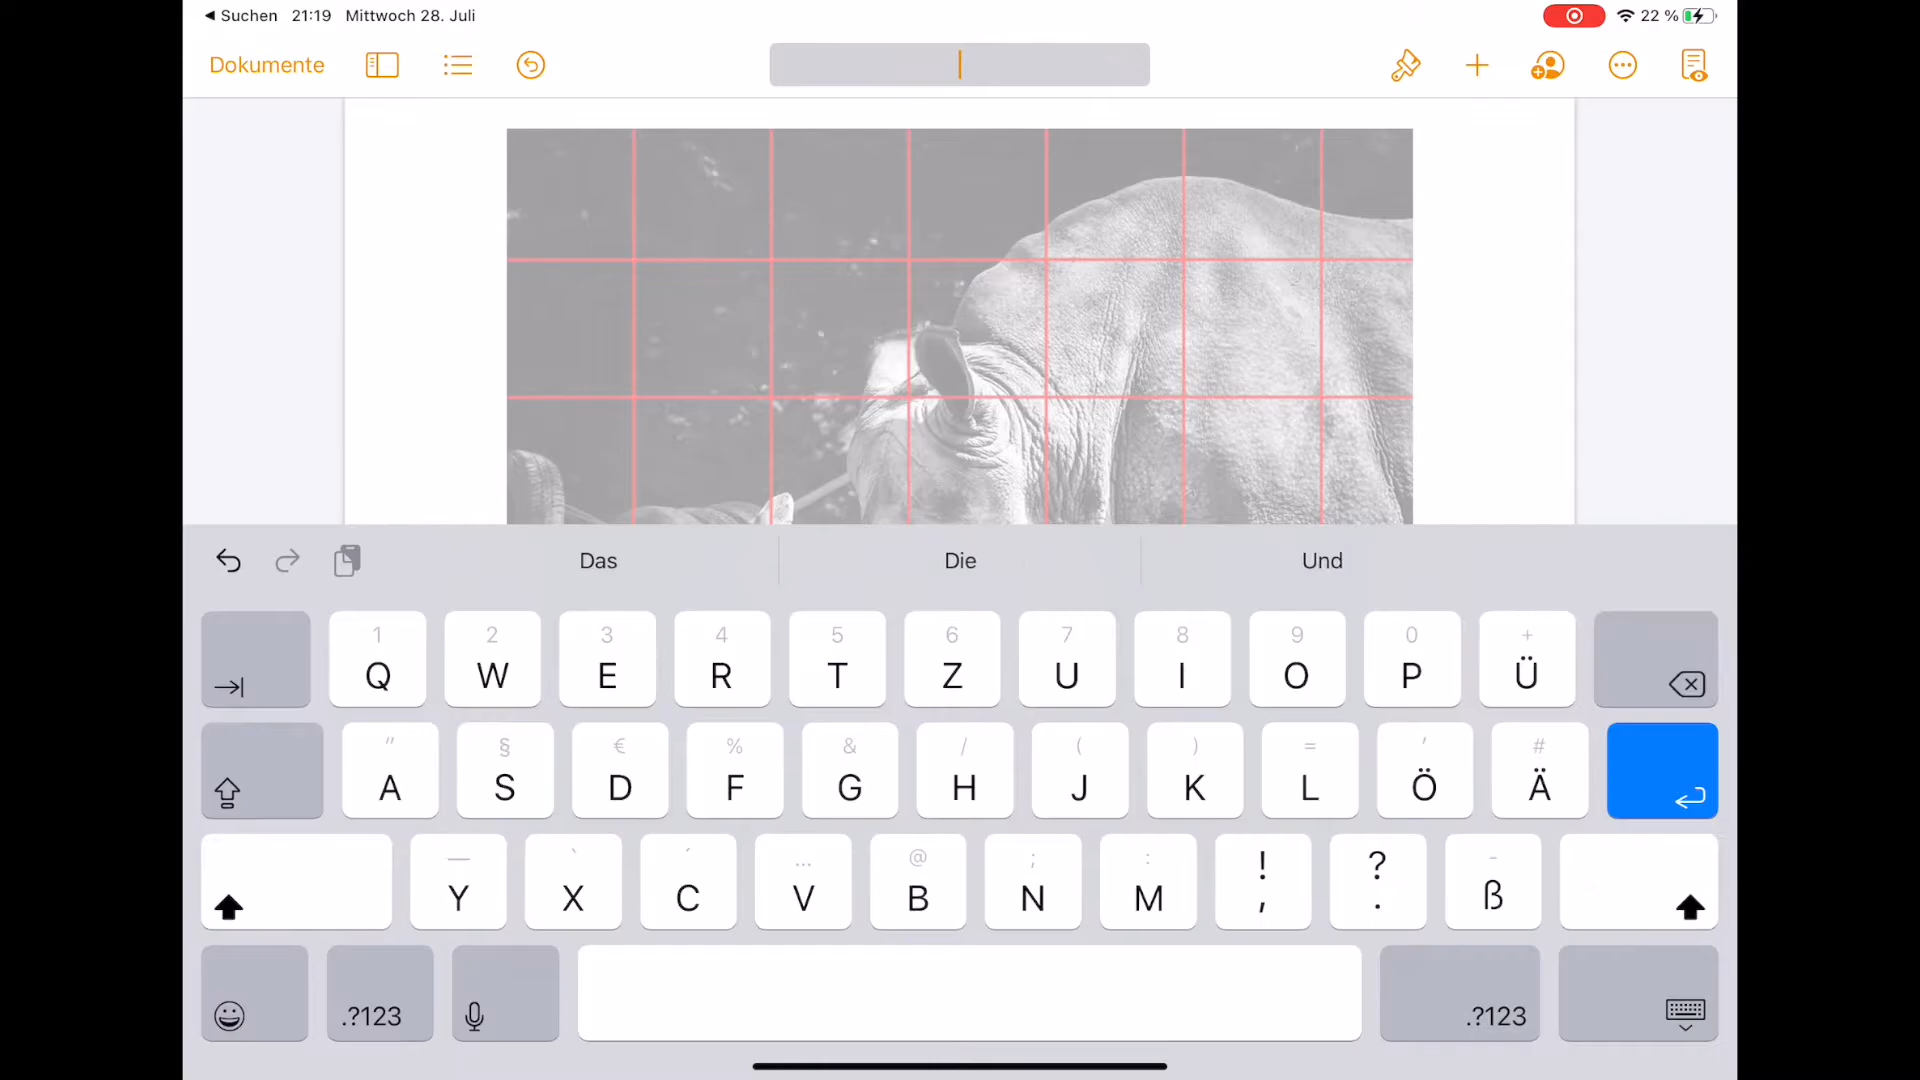 ◀ Suchen 21:19 Mittwoch 28. Juli 22 %
Dokumente
Das Die Und
1 2 3 4 5 6 7 8 9 0 +
Q W E R T Z U I O P Ü
" § € % & / ( ) = ' #
A S D F G H J K L Ö Ä
— ` ´ ... @ ; : ! ? -
Y X C V B N M , . ß
.?123 .?123